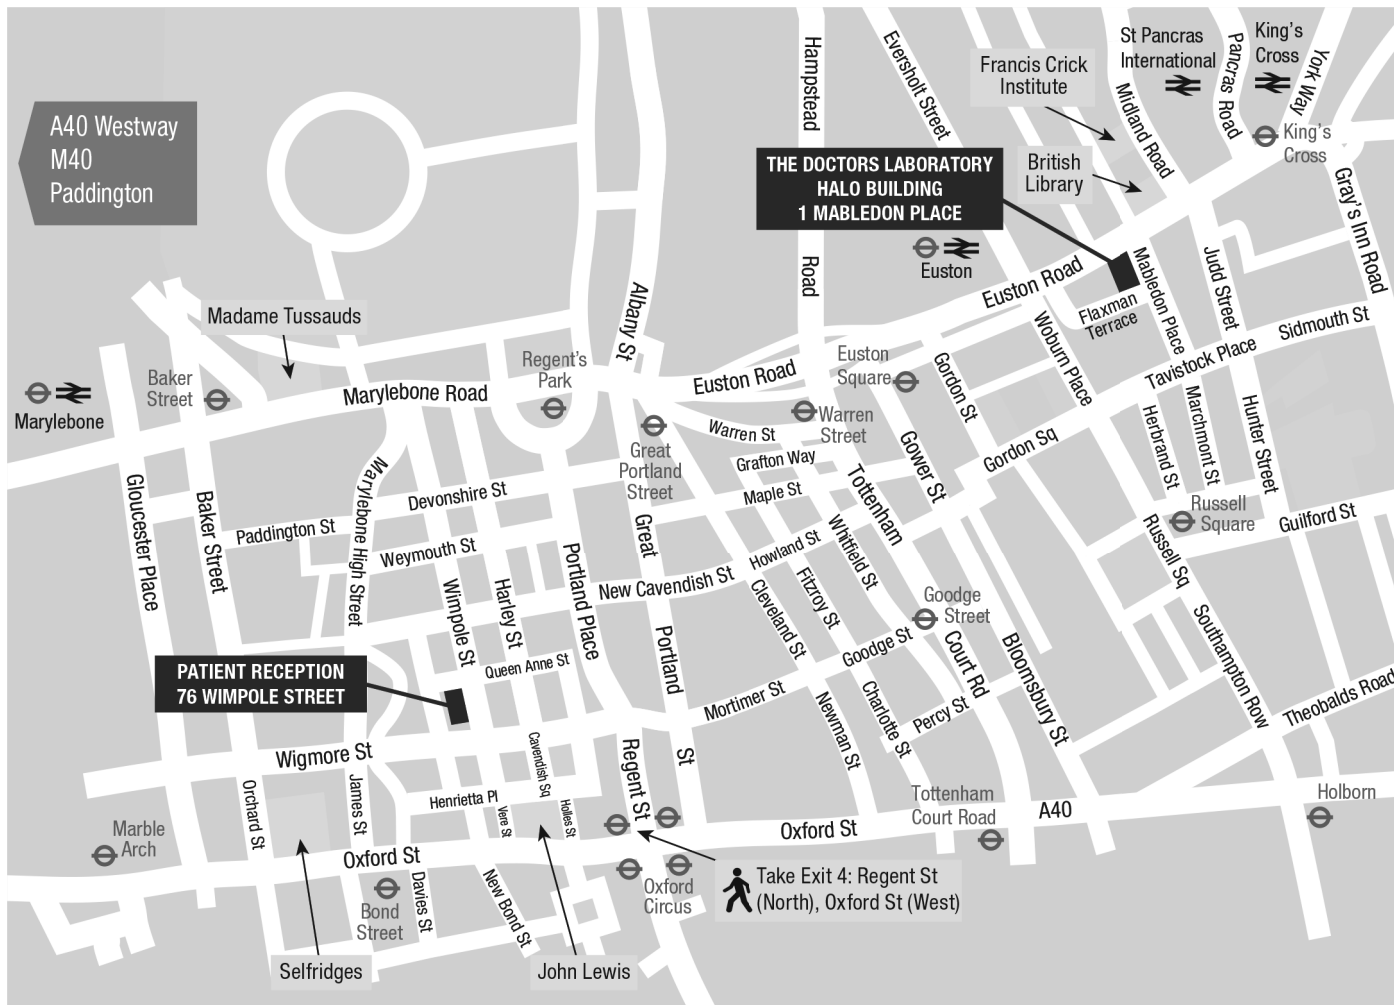 St Pancras
International
King's
Cross
Pancras Road
York Way
Hampstead
Road
Eversholt Street
Francis Crick
Institute
Midland Road
A40 Westway
M40
Paddington
THE DOCTORS LABORATORY
HALO BUILDING
1 MABLEDON PLACE
British
Library
King's
Cross
Gray's Inn Road
Euston
Euston Road
Mabledon Place
Judd Street
Flaxman
Terrace
Albany St
Madame Tussauds
Sidmouth St
Tavistock Place
Woburn Place
Regent's
Park
Euston Road
Euston
Square
Gordon St
Baker
Street
Marylebone
Marylebone Road
Warren
Street
Warren St
Great
Portland
Street
Grafton Way
Maple St
Gower St
Gordon Sq
Herbrand St
Marchmont St
Hunter Street
Russell
Square
Guilford St
Gloucester Place
Baker Street
Marylebone High Street
Devonshire St
Paddington St
Weymouth St
Great
Portland
St
Tottenham
Court Rd
Whitfield St
Howland St
Russell Sq
Portland Place
New Cavendish St
Wimpole St
Harley St
Cleveland St
Fitzroy St
Goodge
Street
Goodge St
Bloomsbury St
Southampton Row
Queen Anne St
PATIENT RECEPTION
76 WIMPOLE STREET
Mortimer St
Newman St
Charlotte St
Percy St
Theobalds Road
Wigmore St
Cavendish Sq
Regent St
Orchard St
James St
Henrietta Pl
Vere St
Holles St
Tottenham
Court Road
A40
Holborn
Marble
Arch
Oxford St
Oxford St
Davies St
New Bond St
Bond
Street
Oxford
Circus
Take Exit 4: Regent St
(North), Oxford St (West)
Selfridges
John Lewis